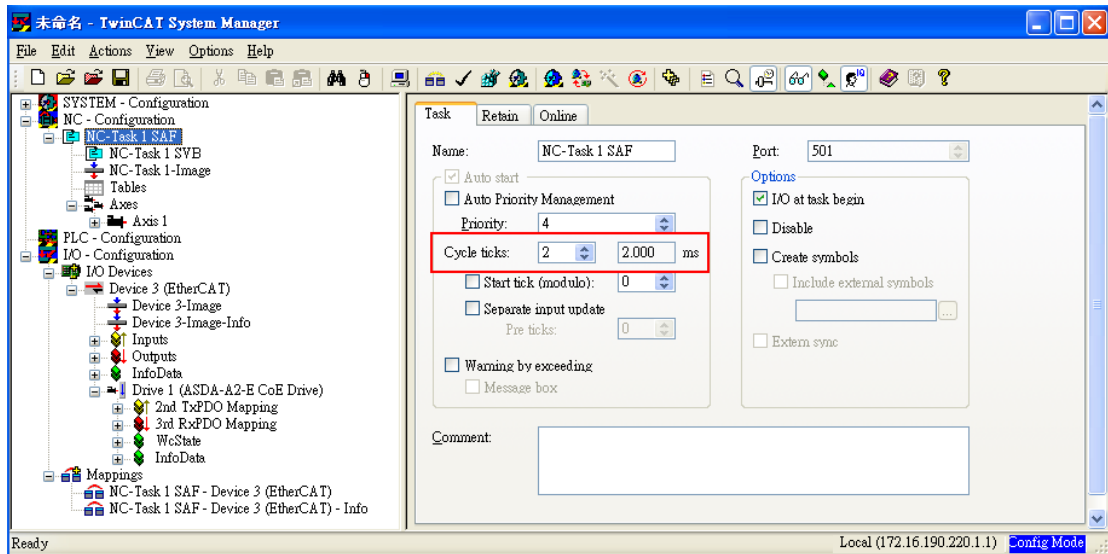 未命名 - TwinCAT System Manager
File Edit Actions View Options Help
SYSTEM - Configuration
NC - Configuration
NC-Task 1 SAF
NC-Task 1 SVB
NC-Task 1-Image
Tables
Axes
Axis 1
PLC - Configuration
I/O - Configuration
I/O Devices
Device 3 (EtherCAT)
Device 3-Image
Device 3-Image-Info
Inputs
Outputs
InfoData
Drive 1 (ASDA-A2-E CoE Drive)
2nd TxPDO Mapping
3rd RxPDO Mapping
WcState
InfoData
Mappings
NC-Task 1 SAF - Device 3 (EtherCAT)
NC-Task 1 SAF - Device 3 (EtherCAT) - Info
Task Retain Online
Name: NC-Task 1 SAF
Auto start
Auto Priority Management
Priority: 4
Cycle ticks: 2 2.000 ms
Start tick (modulo): 0
Separate input update
Pre ticks: 0
Warning by exceeding
Message box
Port: 501
Options
I/O at task begin
Disable
Create symbols
Include external symbols
...
Extern sync
Comment:
Ready Local (172.16.190.220.1.1) Config Mode